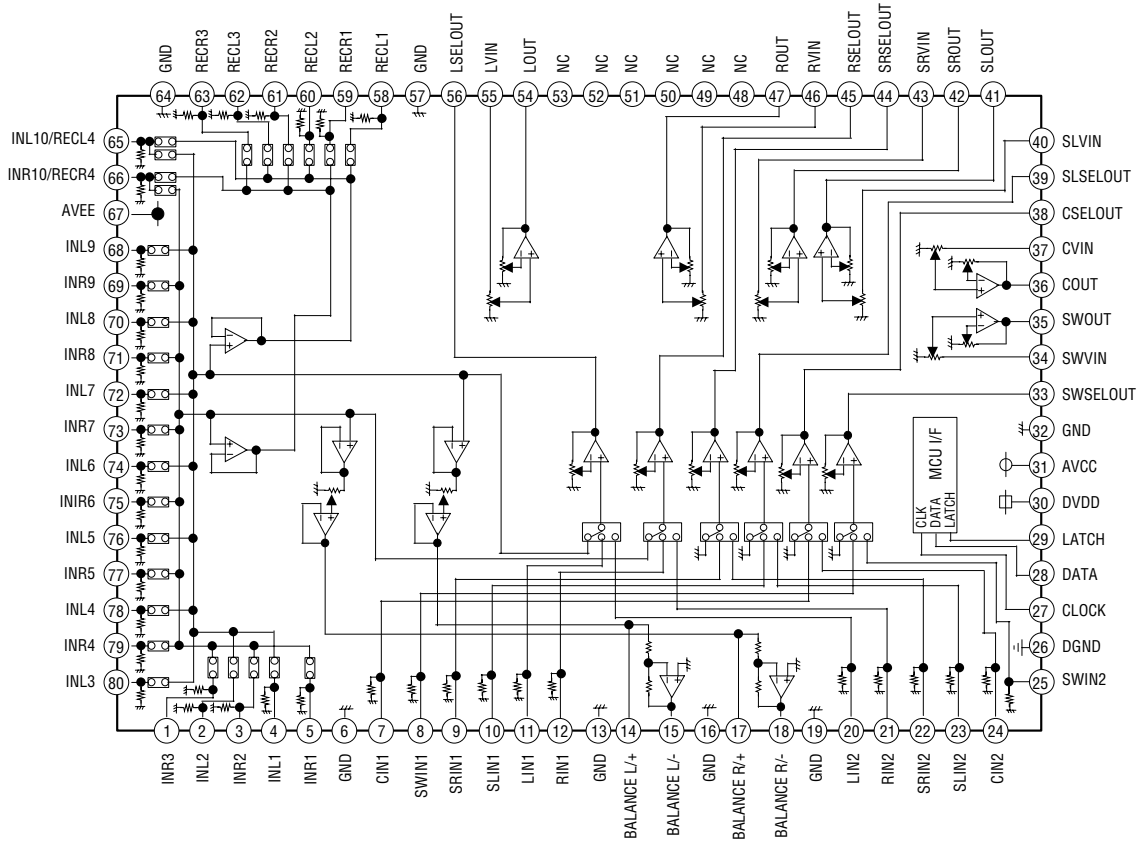 GND
RECR3
RECL3
RECR2
RECL2
RECR1
RECL1
GND
LSELOUT
LVIN
LOUT
NC
NC
NC
NC
NC
NC
ROUT
RVIN
RSELOUT
SRSELOUT
SRVIN
SROUT
SLOUT
64 63 62 61 60 59 58 57 56 55 54 53 52 51 50 49 48 47 46 45 44 43 42 41
INL10/RECL4 65
INR10/RECR4 66
AVEE 67
INL9 68
INR9 69
INL8 70
INR8 71
INL7 72
INR7 73
INL6 74
INIR6 75
INL5 76
INR5 77
INL4 78
INR4 79
INL3 80
40 SLVIN
39 SLSELOUT
38 CSELOUT
37 CVIN
36 COUT
35 SWOUT
34 SWVIN
33 SWSELOUT
32 GND
31 AVCC
30 DVDD
29 LATCH
28 DATA
27 CLOCK
26 DGND
25 SWIN2
MCU I/F
CLK
DATA
LATCH
1 2 3 4 5 6 7 8 9 10 11 12 13 14 15 16 17 18 19 20 21 22 23 24
INR3
INL2
INR2
INL1
INR1
GND
CIN1
SWIN1
SRIN1
SLIN1
LIN1
RIN1
GND
BALANCE L/+
BALANCE L/-
GND
BALANCE R/+
BALANCE R/-
GND
LIN2
RIN2
SRIN2
SLIN2
CIN2